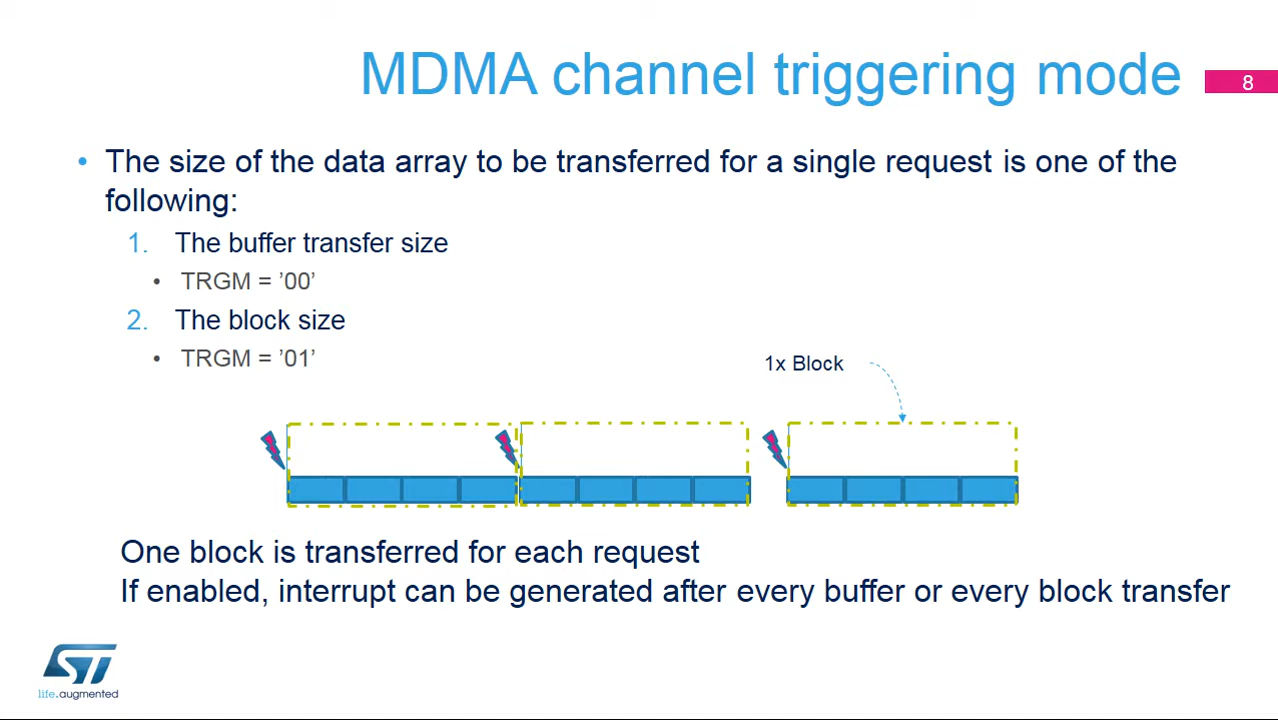 MDMA channel triggering mode
8
• The size of the data array to be transferred for a single request is one of the
following:
1. The buffer transfer size
• TRGM = ’00’
2. The block size
• TRGM = ’01’
1x Block
One block is transferred for each request
If enabled, interrupt can be generated after every buffer or every block transfer
ST
life.augmented